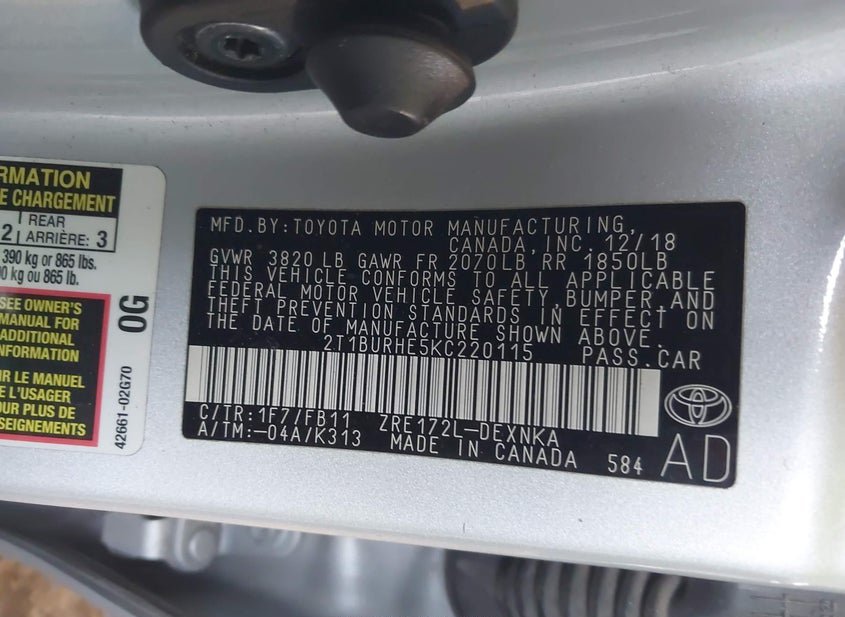 RMATION
E CHARGEMENT
2 REAR
ARRIÈRE: 3
390 kg or 865 lbs.
0 kg ou 865 lb.
SEE OWNER'S
MANUAL FOR
ADDITIONAL
INFORMATION
IR LE MANUEL
L'USAGER
OUR PLUS DE
SEIGNEMENTS
0G
42661-02G70
MFD.BY:TOYOTA MOTOR MANUFACTURING,
CANADA, INC. 12/18
GVWR 3820 LB GAWR FR 2070LB, RR 1850LB
THIS VEHICLE CONFORMS TO ALL APPLICABLE
FEDERAL MOTOR VEHICLE SAFETY, BUMPER, AND
THEFT PREVENTION STANDARDS IN EFFECT ON
THE DATE OF MANUFACTURE SHOWN ABOVE.
2T1BURHE5KC220115 PASS.CAR
C/TR:1F7/FB11 ZRE172L-DEXNKA
A/TM:-04A/K313 MADE IN CANADA 584 AD